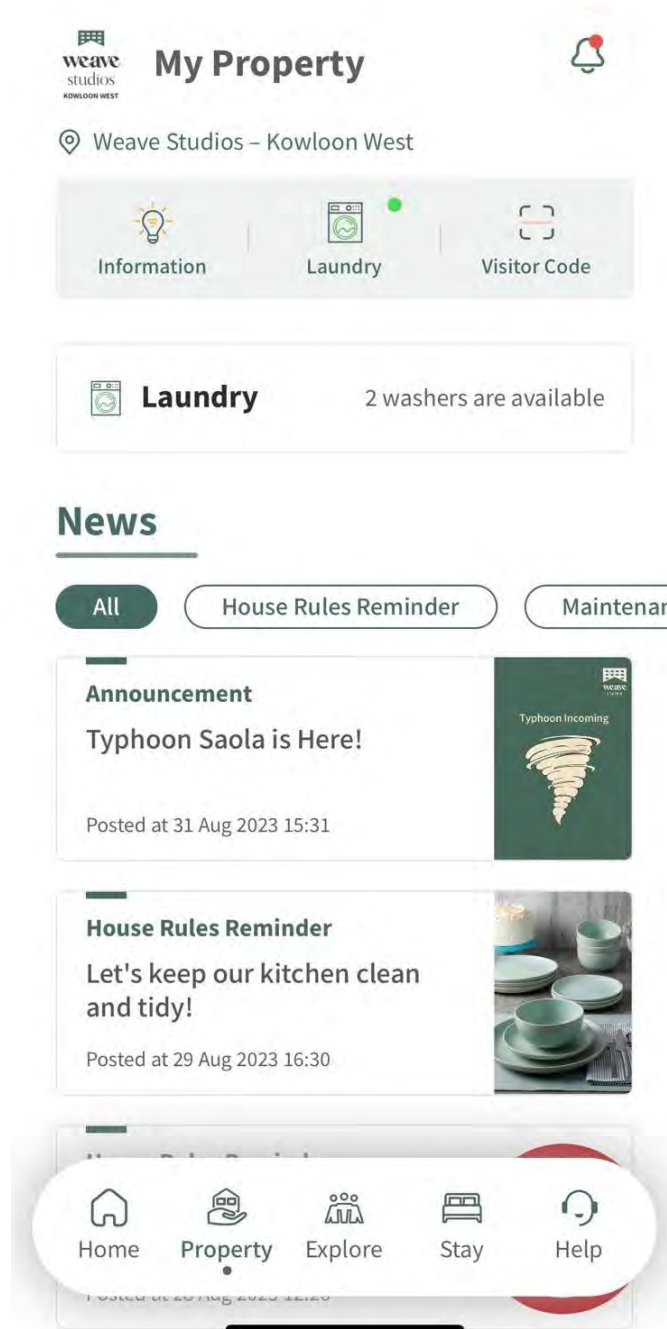 weave
studios
KOWLOON WEST
My Property
Weave Studios – Kowloon West
Information
Laundry
Visitor Code
Laundry
2 washers are available
News
All
House Rules Reminder
Maintenan
Announcement
Typhoon Saola is Here!
Posted at 31 Aug 2023 15:31
weave
Typhoon Incoming
House Rules Reminder
Let's keep our kitchen clean
and tidy!
Posted at 29 Aug 2023 16:30
Home
Property
Explore
Stay
Help